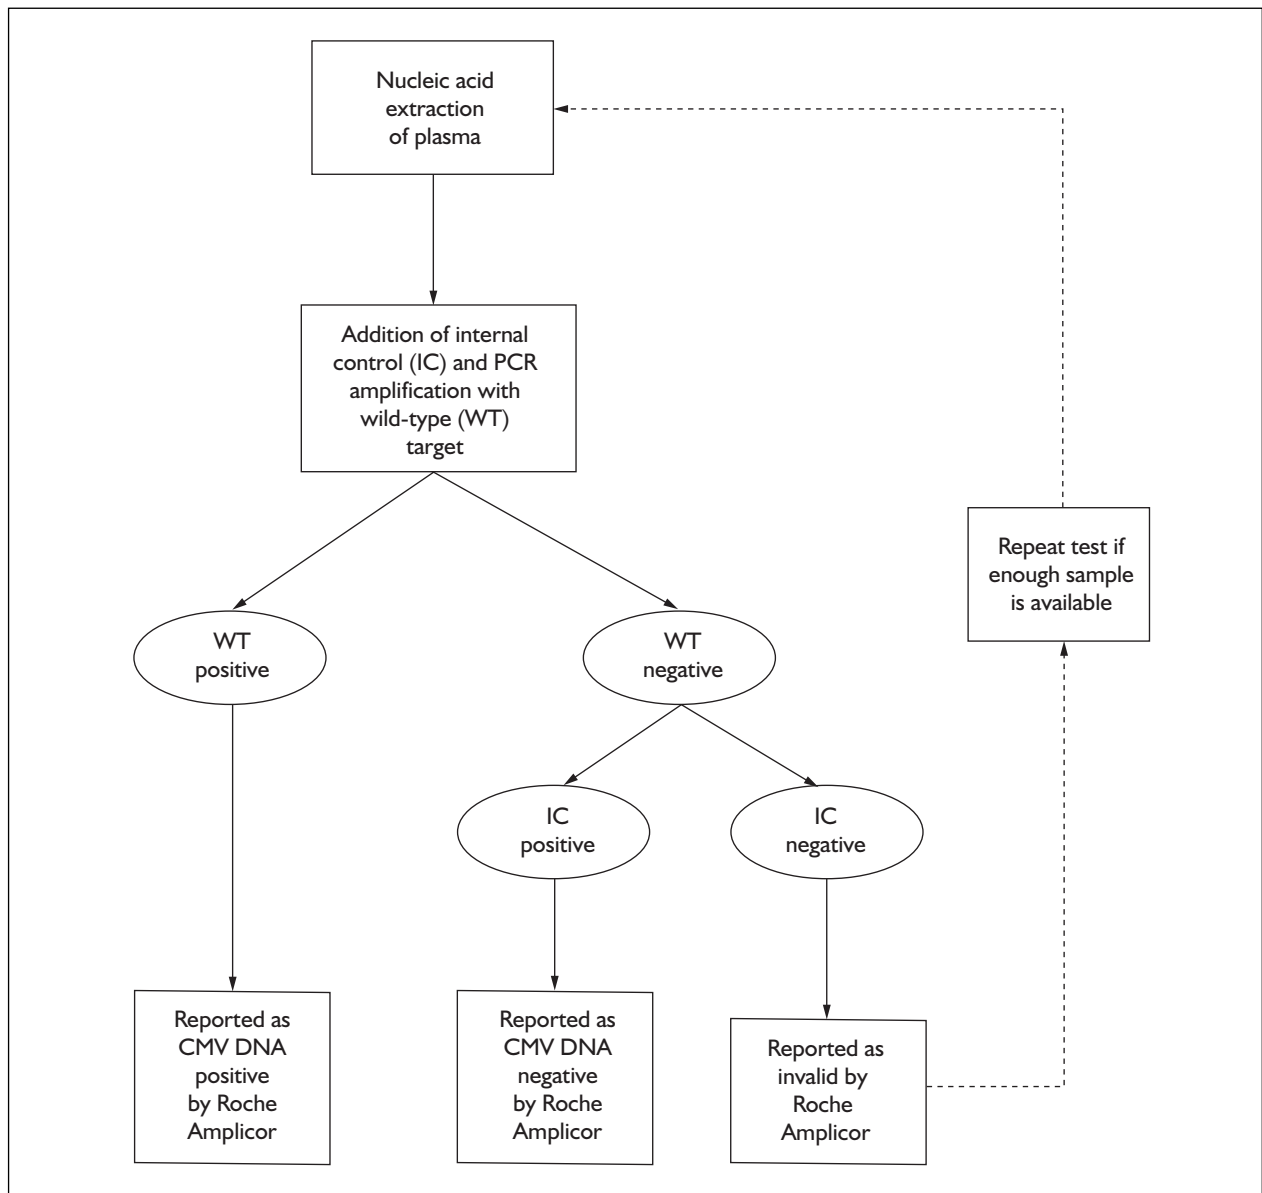 Nucleic acid
extraction
of plasma
Addition of internal
control (IC) and PCR
amplification with
wild-type (WT)
target
Repeat test if
enough sample
is available
WT
positive
WT
negative
IC
positive
IC
negative
Reported as
CMV DNA
positive
by Roche
Amplicor
Reported as
CMV DNA
negative
by Roche
Amplicor
Reported as
invalid by
Roche
Amplicor